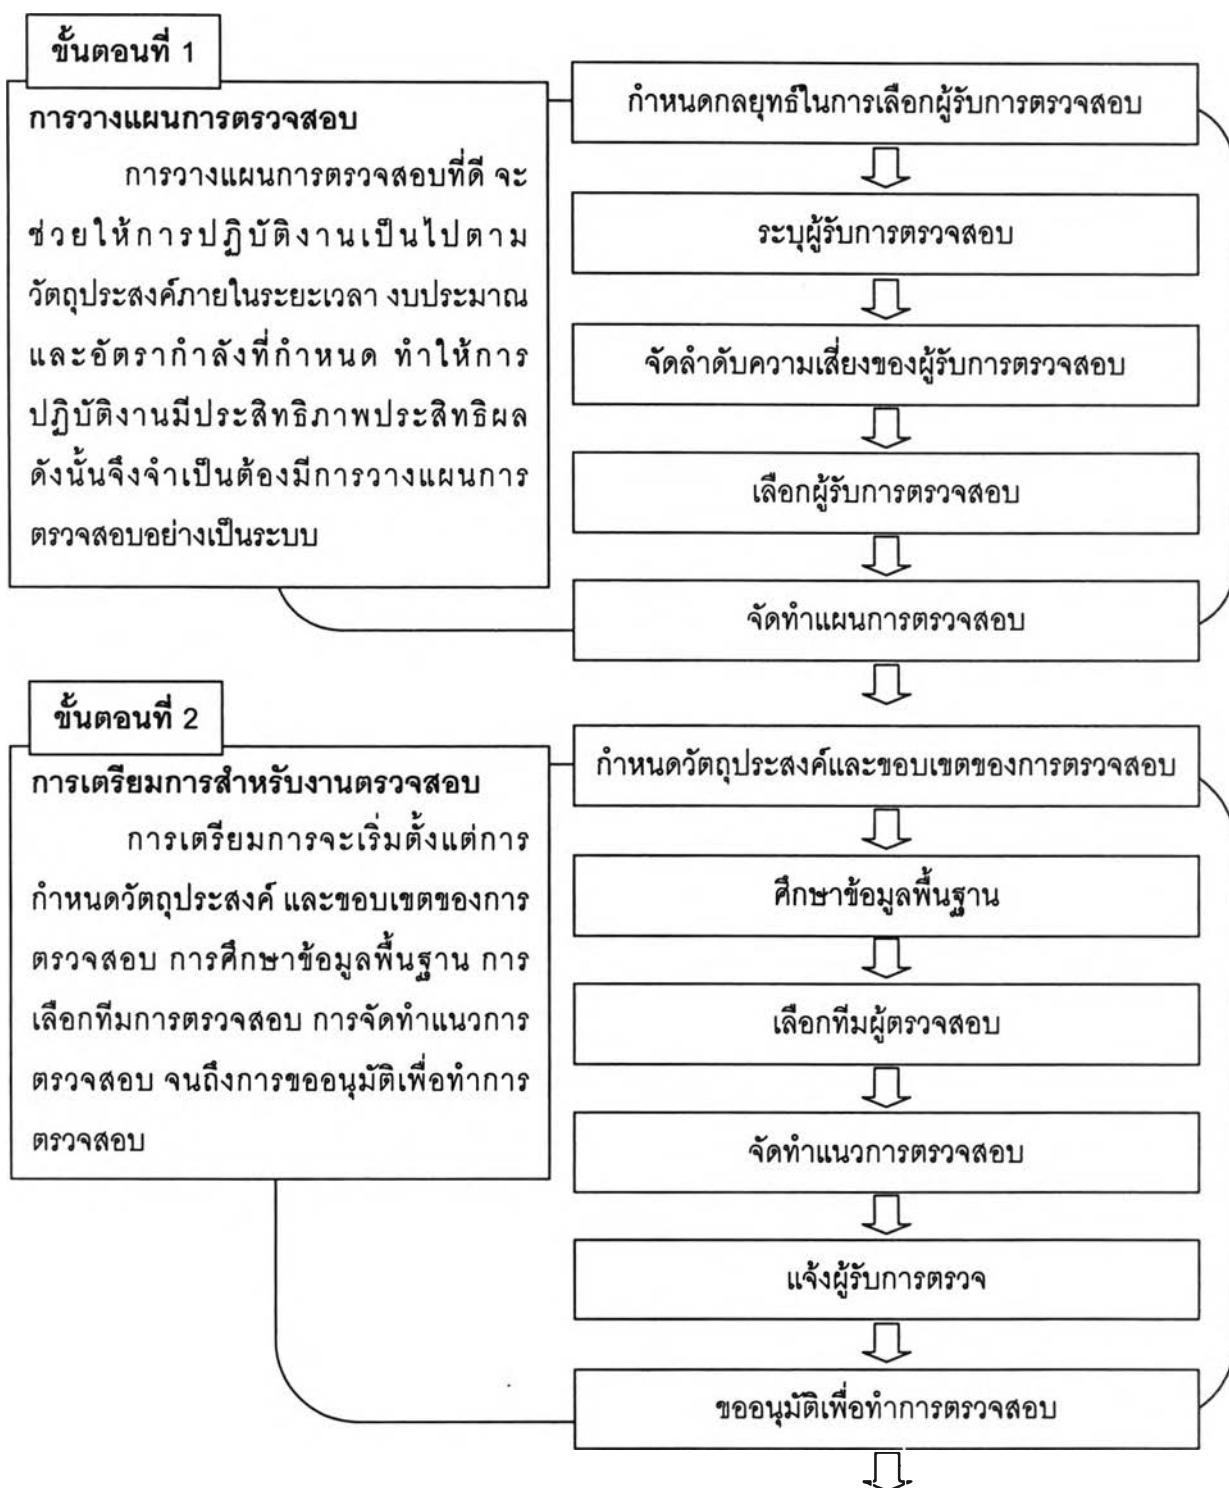 ขั้นตอนที่ 1
การวางแผนการตรวจสอบ
การวางแผนการตรวจสอบที่ดี จะ
ช่วยให้การปฏิบัติงานเป็นไปตาม
วัตถุประสงค์ภายในระยะเวลา งบประมาณ
และอัตรากำลังที่กำหนด ทำให้การ
ปฏิบัติงานมีประสิทธิภาพประสิทธิผล
ดังนั้นจึงจำเป็นต้องมีการวางแผนการ
ตรวจสอบอย่างเป็นระบบ
กำหนดกลยุทธ์ในการเลือกผู้รับการตรวจสอบ
ระบุผู้รับการตรวจสอบ
จัดลำดับความเสี่ยงของผู้รับการตรวจสอบ
เลือกผู้รับการตรวจสอบ
จัดทำแผนการตรวจสอบ
ขั้นตอนที่ 2
การเตรียมการสำหรับงานตรวจสอบ
การเตรียมการจะเริ่มตั้งแต่การ
กำหนดวัตถุประสงค์ และขอบเขตของการ
ตรวจสอบ การศึกษาข้อมูลพื้นฐาน การ
เลือกทีมการตรวจสอบ การจัดทำแนวการ
ตรวจสอบ จนถึงการขออนุมัติเพื่อทำการ
ตรวจสอบ
กำหนดวัตถุประสงค์และขอบเขตของการตรวจสอบ
ศึกษาข้อมูลพื้นฐาน
เลือกทีมผู้ตรวจสอบ
จัดทำแนวการตรวจสอบ
แจ้งผู้รับการตรวจ
ขออนุมัติเพื่อทำการตรวจสอบ